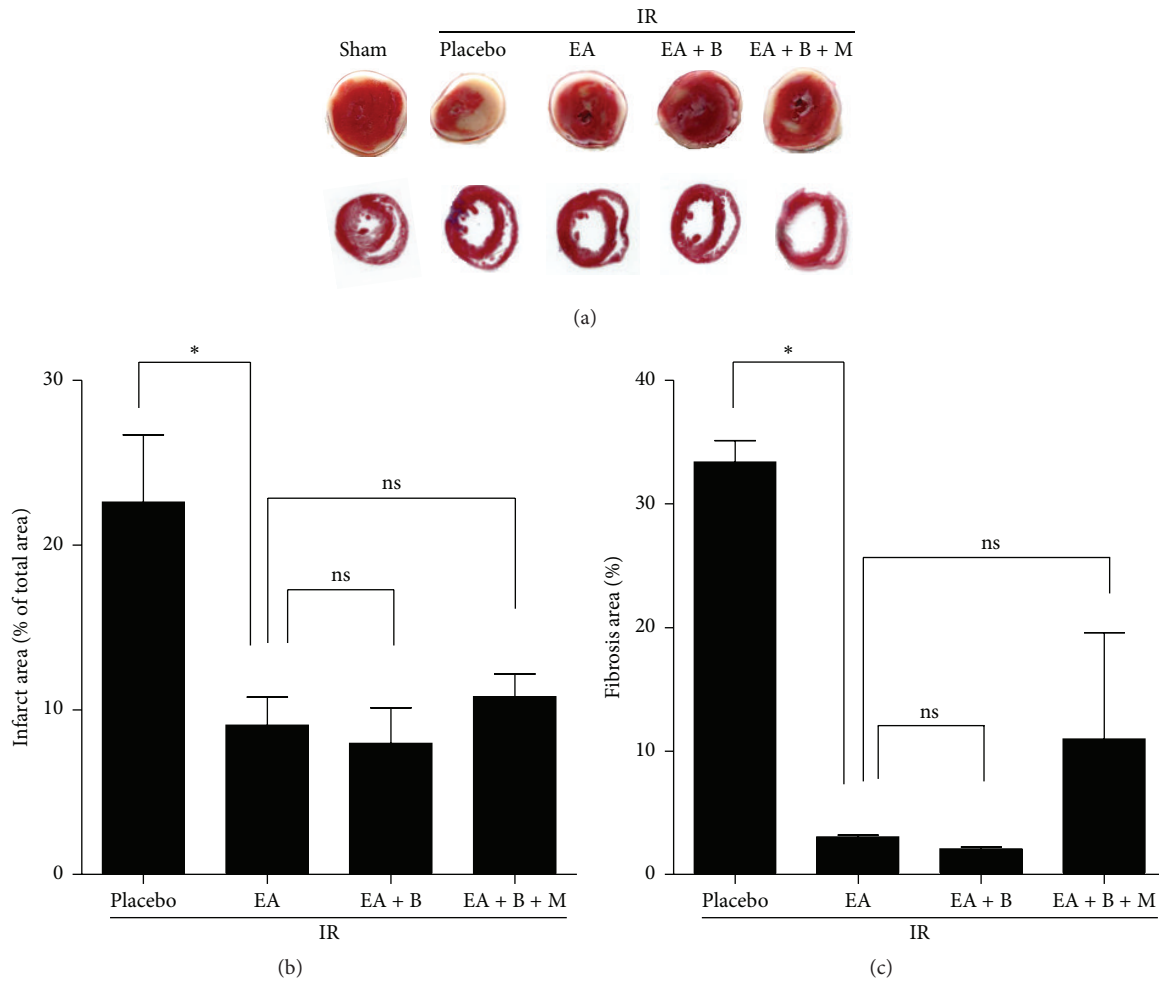 IR
Sham Placebo EA EA + B EA + B + M
(a)
*
ns
ns
30
20
10
0
Infarct area (% of total area)
Placebo EA EA + B EA + B + M
IR
(b)
*
ns
ns
40
30
20
10
0
Fibrosis area (%)
Placebo EA EA + B EA + B + M
IR
(c)